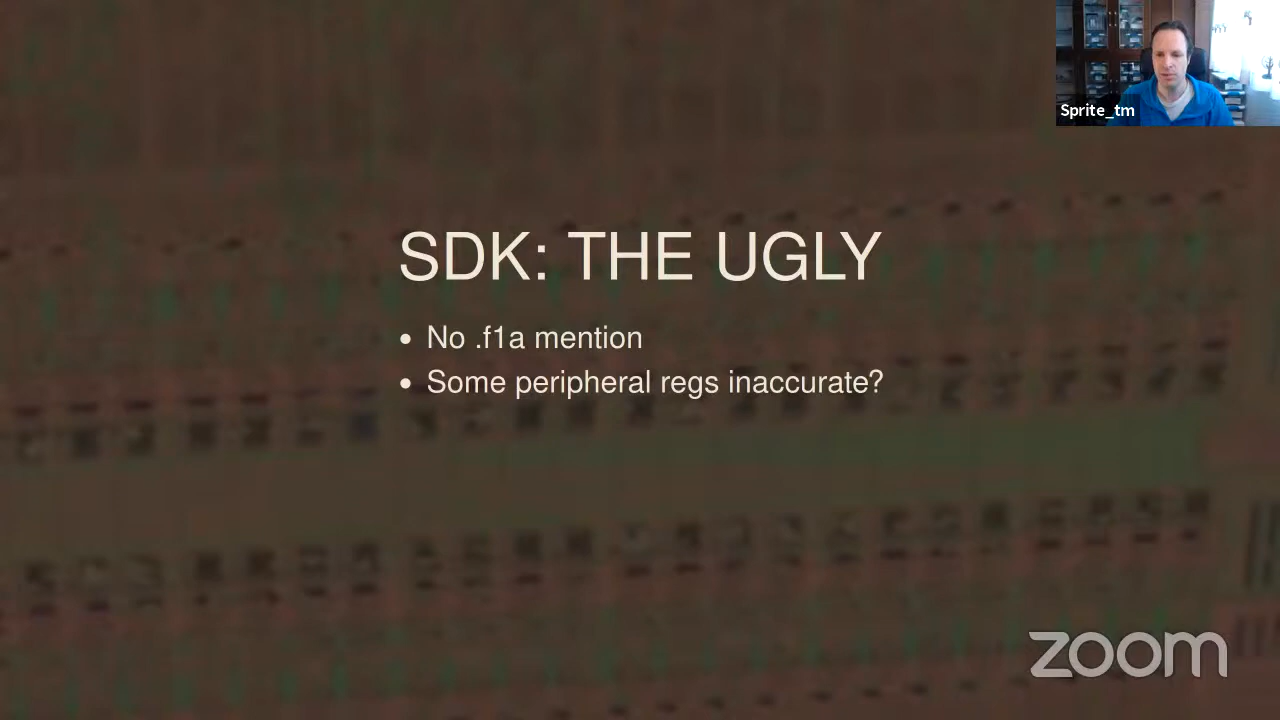 Sprite_tm
SDK: THE UGLY
• No .f1a mention
• Some peripheral regs inaccurate?
zoom